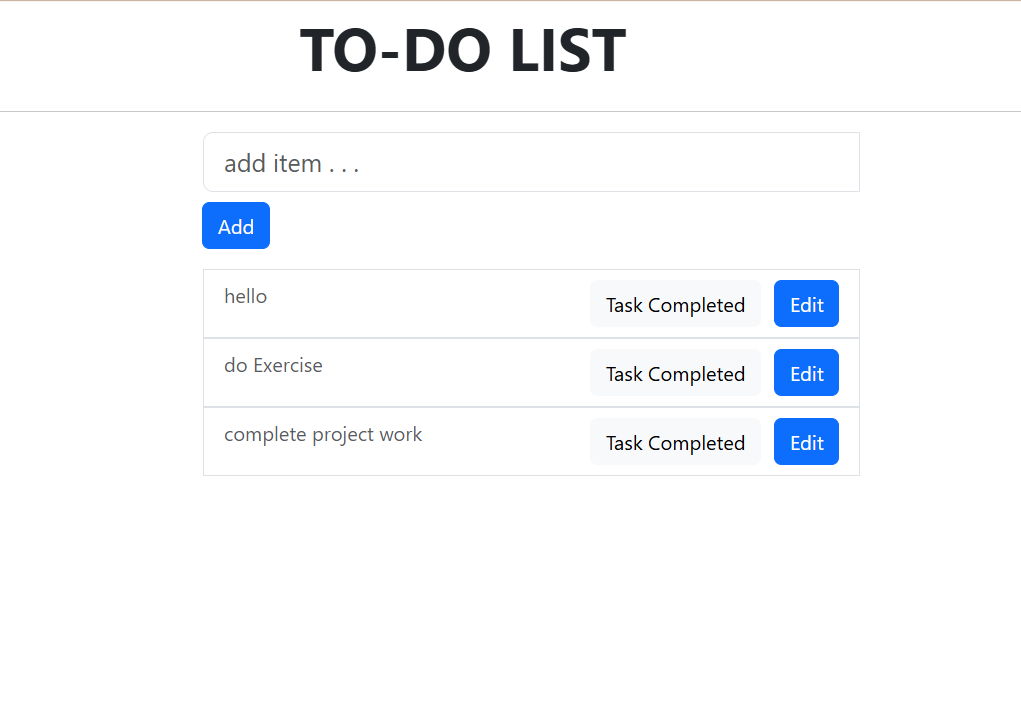 TO-DO LIST
add item . . .
Add
hello Task Completed Edit
do Exercise Task Completed Edit
complete project work Task Completed Edit